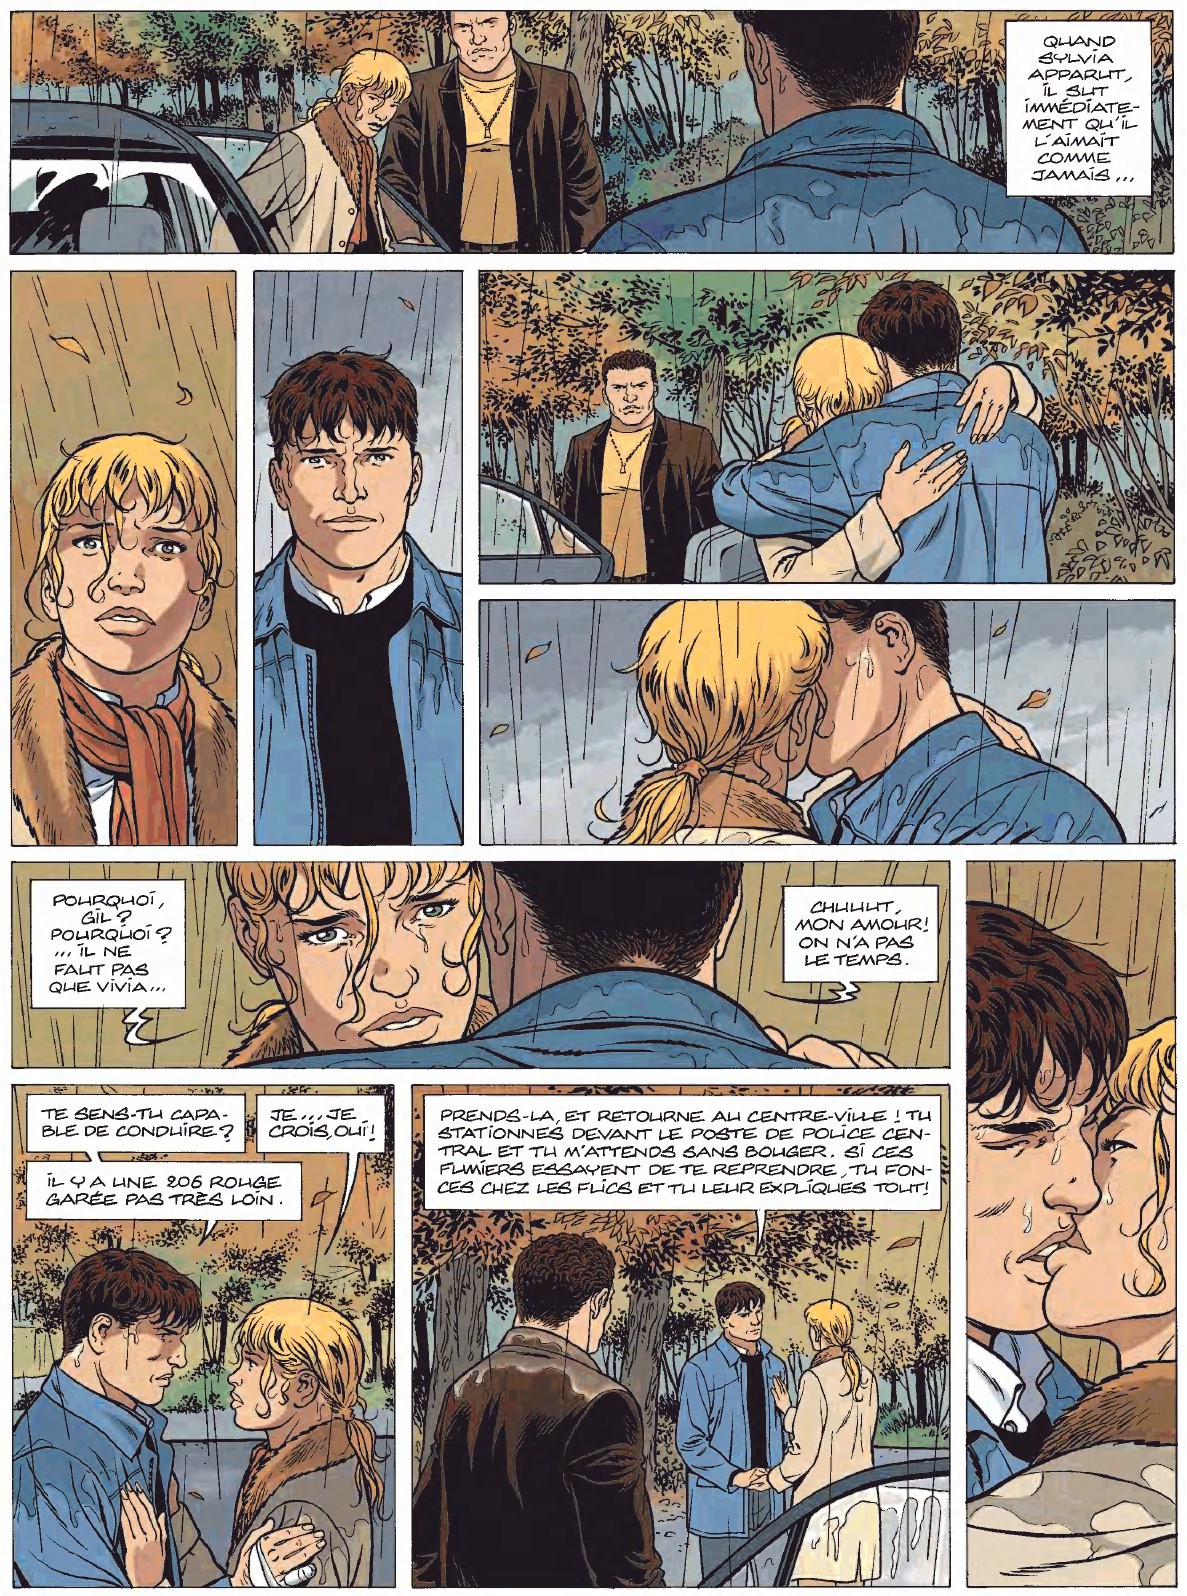 QUAND
SYLVIA
APPARUT,
IL SUT
IMMÉDIATE-
MENT QU'IL
L'AIMAIT
COMME
JAMAIS...
POURQUOI,
GIL?
POURQUOI?
... IL NE
FAUT PAS
QUE VIVIA...
CHUUUT,
MON AMOUR!
ON N'A PAS
LE TEMPS.
TE SENS-TU CAPA-
BLE DE CONDUIRE?
JE... JE
CROIS, OUI!
IL Y A UNE 206 ROUGE
GARÉE PAS TRÈS LOIN.
PRENDS-LA, ET RETOURNE AU CENTRE-VILLE! TU
STATIONNES DEVANT LE POSTE DE POLICE CEN-
TRAL ET TU M'ATTENDS SANS BOUGER. SI CES
FUMIERS ESSAYENT DE TE REPRENDRE, TU FON-
CES CHEZ LES FLICS ET TU LEUR EXPLIQUES TOUT!